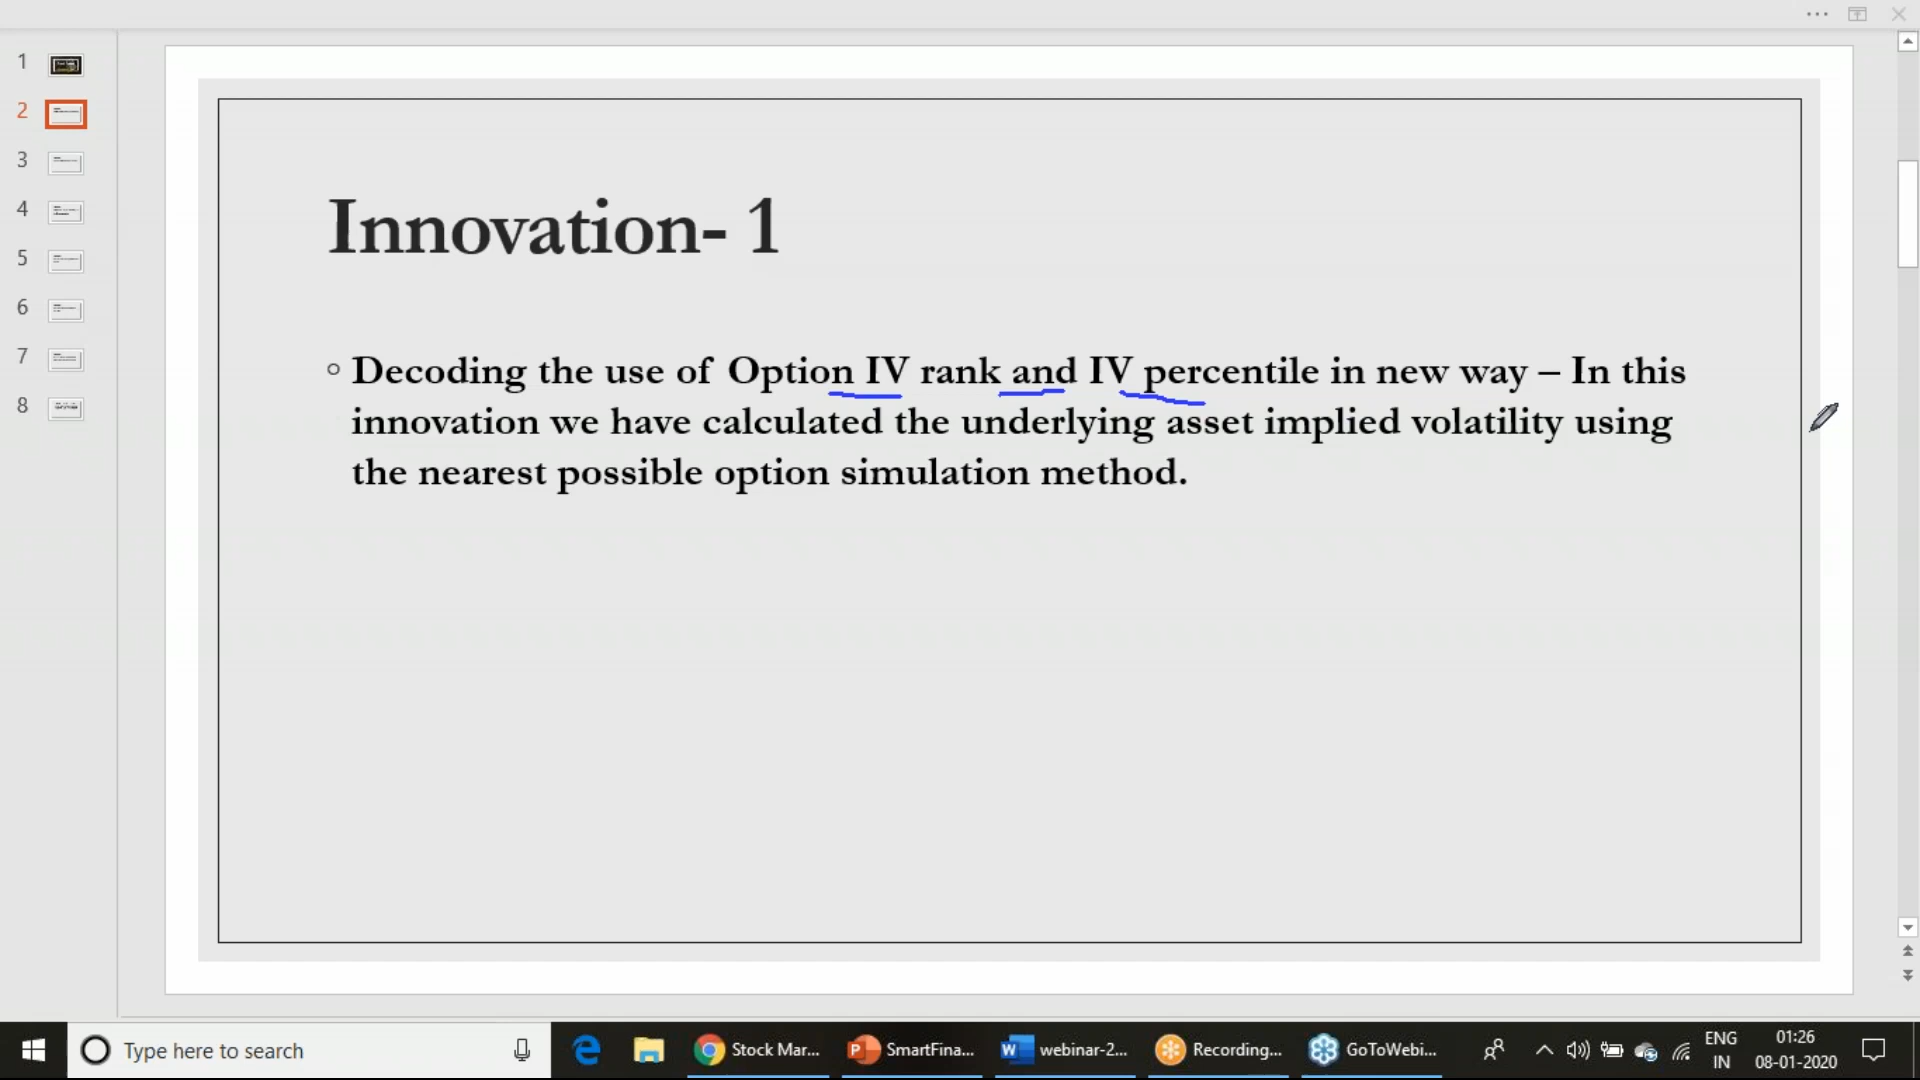 1
2
3
4
5
6
7
8
Innovation- 1
Decoding the use of Option IV rank and IV percentile in new way – In this
innovation we have calculated the underlying asset implied volatility using
the nearest possible option simulation method.
Type here to search
Stock Mar...
SmartFina...
webinar-2...
Recording...
GoToWebi...
ENG
IN
01:26
08-01-2020